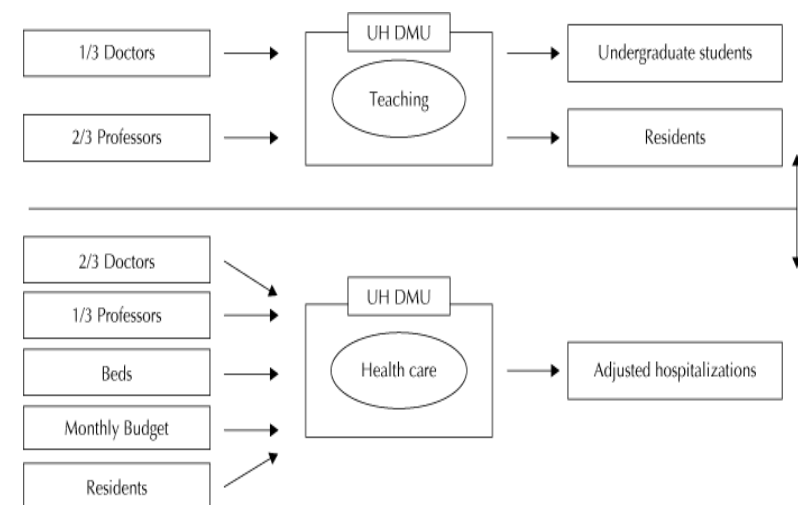 1/3 Doctors
2/3 Professors
UH DMU
Teaching
Undergraduate students
Residents
2/3 Doctors
1/3 Professors
Beds
Monthly Budget
Residents
UH DMU
Health care
Adjusted hospitalizations